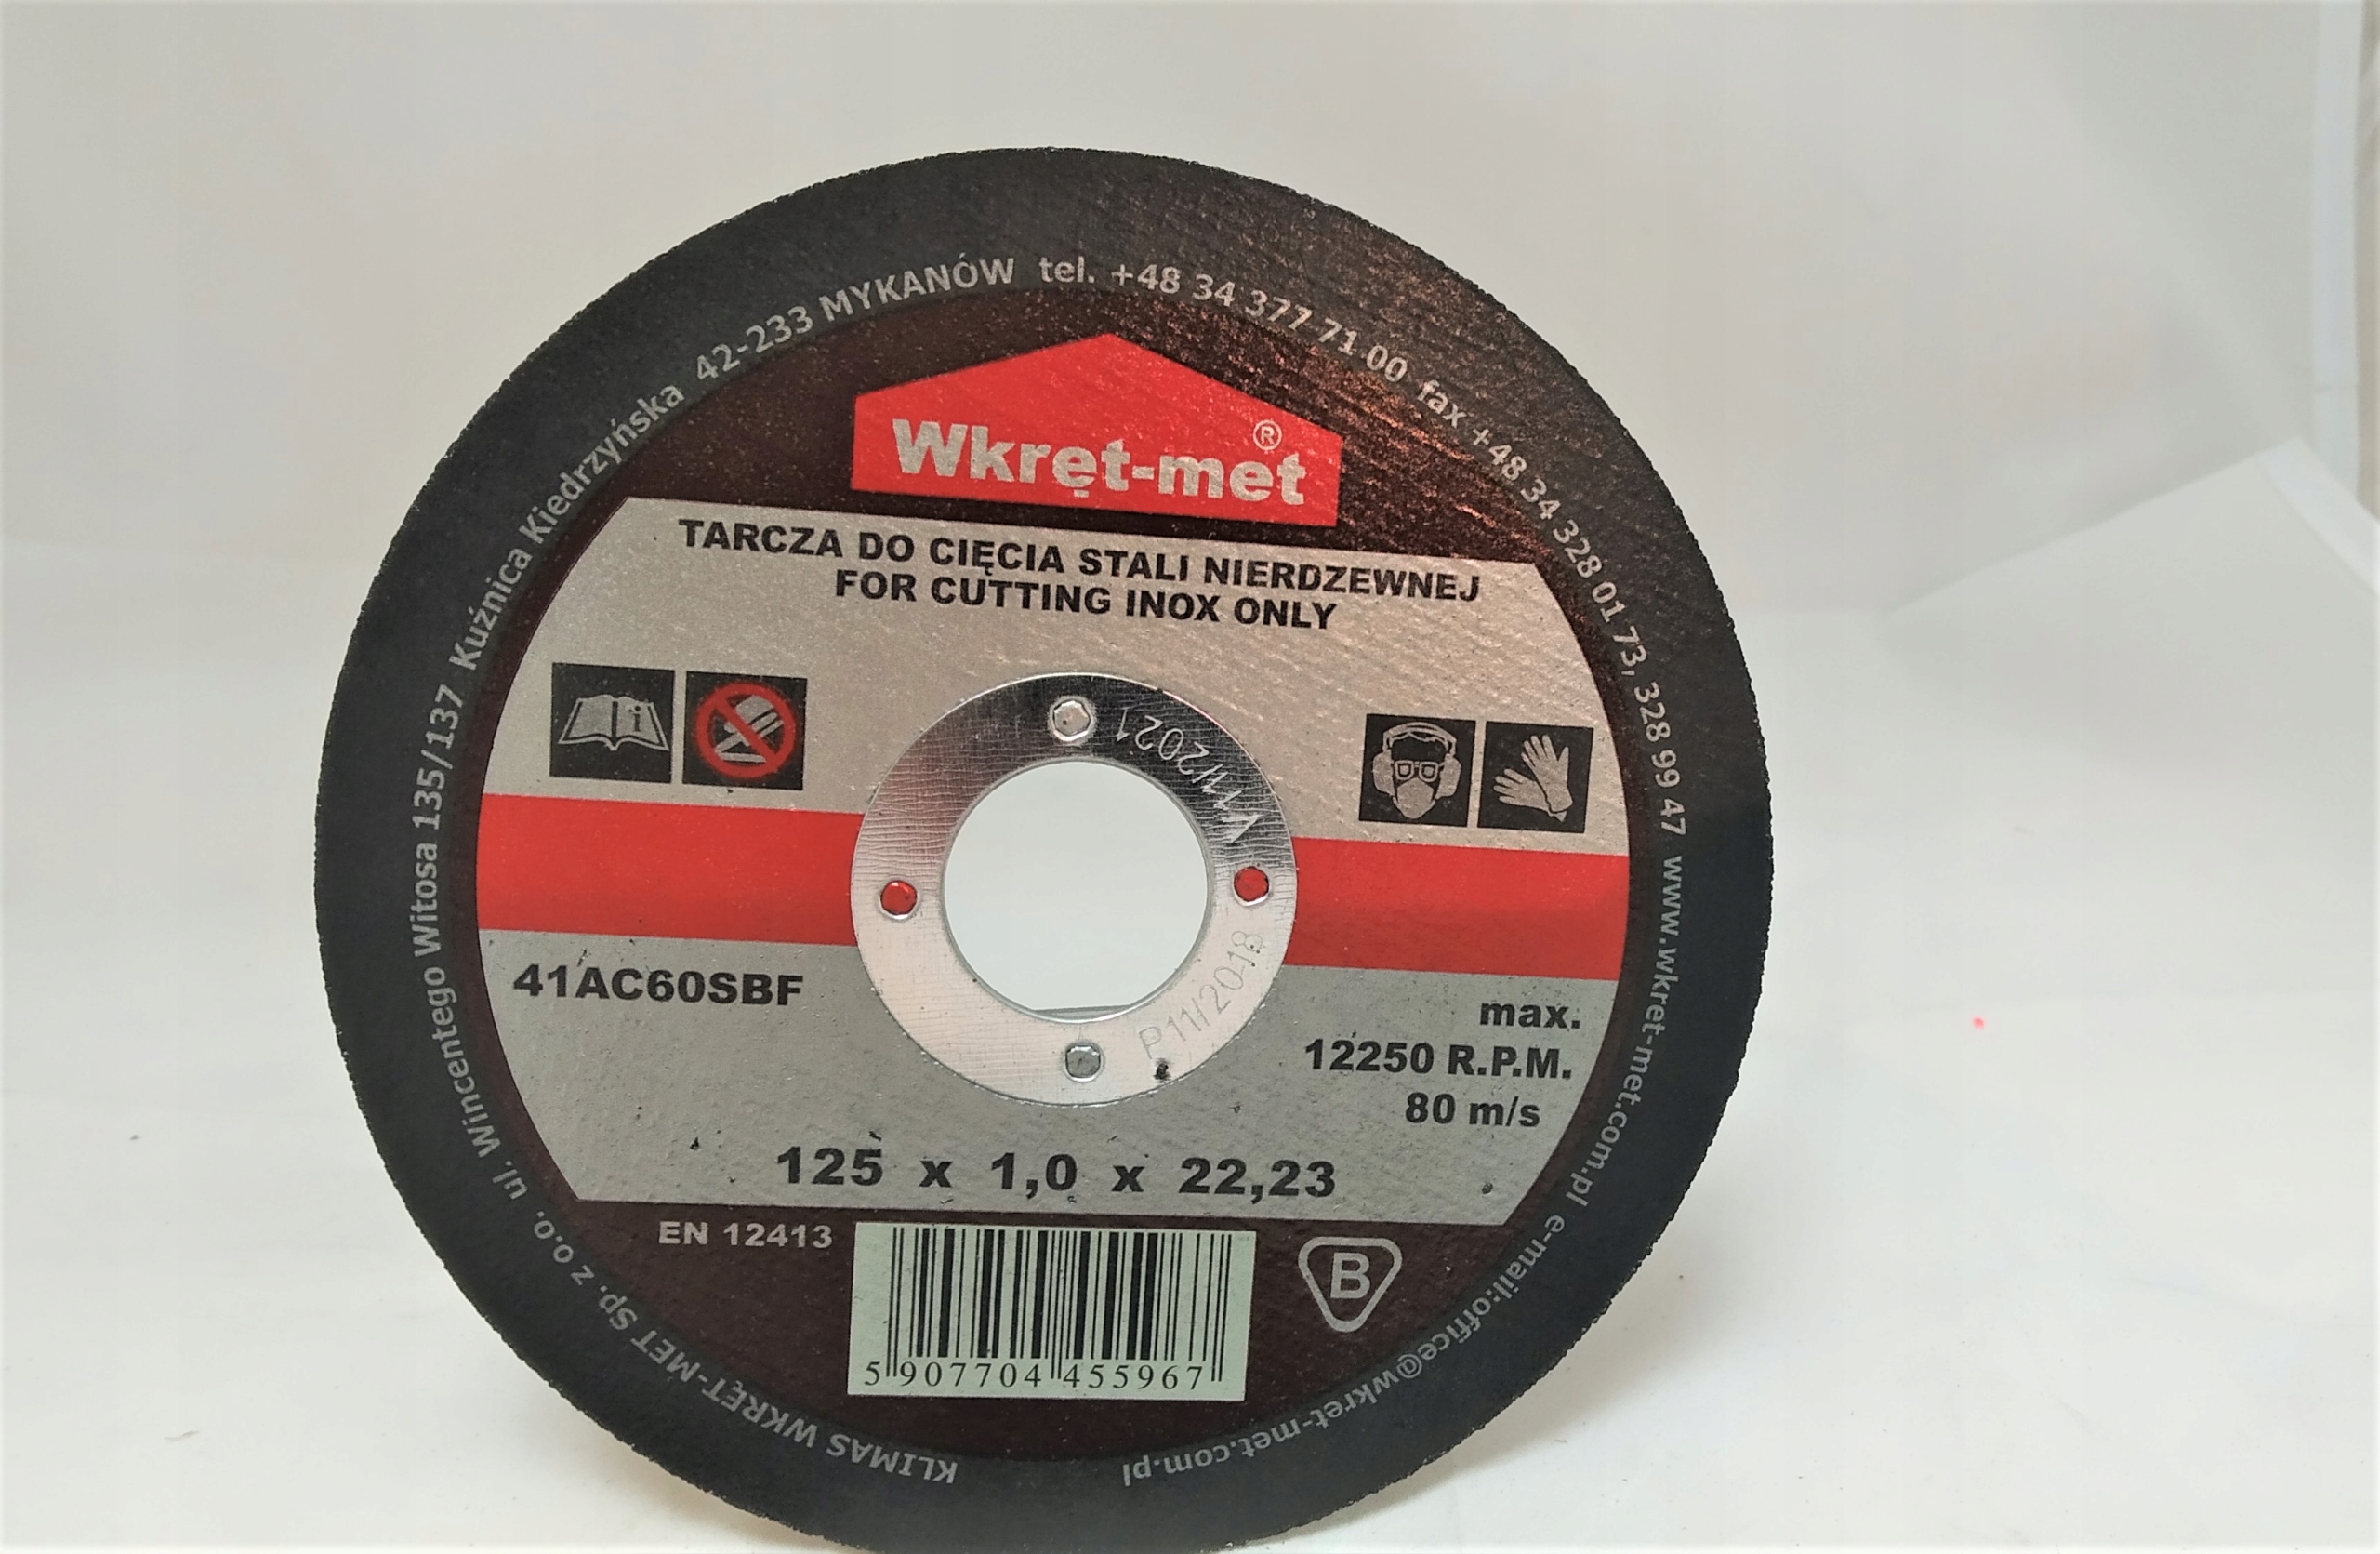 KLIMAS WKRĘT-MET Sp. z o.o. ul. Wincentego Witosa 135/137 Kuźnica Kiedrzyńska 42-233 MYKANÓW tel. +48 34 377 71 00 fax +48 34 328 01 73, 328 99 47 www.wkret-met.com.pl e-mail:office@wkret-met.com.pl
Wkręt-met®
TARCZA DO CIĘCIA STALI NIERDZEWNEJ
FOR CUTTING INOX ONLY
i
V11/2021
41AC60SBF
P11/2018
max.
12250 R.P.M.
80 m/s
125 x 1,0 x 22,23
EN 12413
B
5 907704 455967